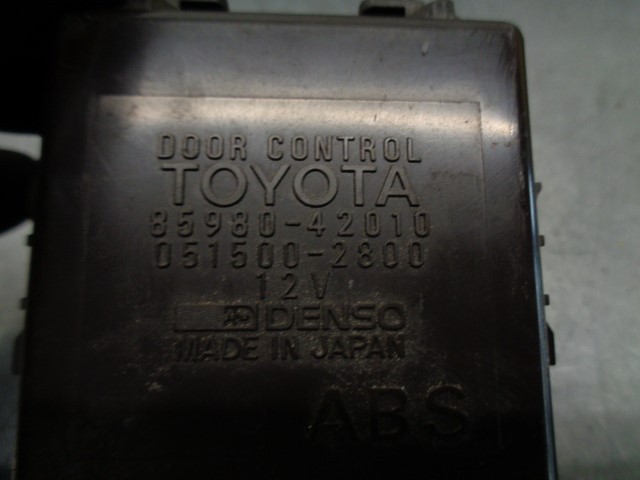 DOOR CONTROL
TOYOTA
85980-42010
051500-2800
12V
DENSO
MADE IN JAPAN
ABS